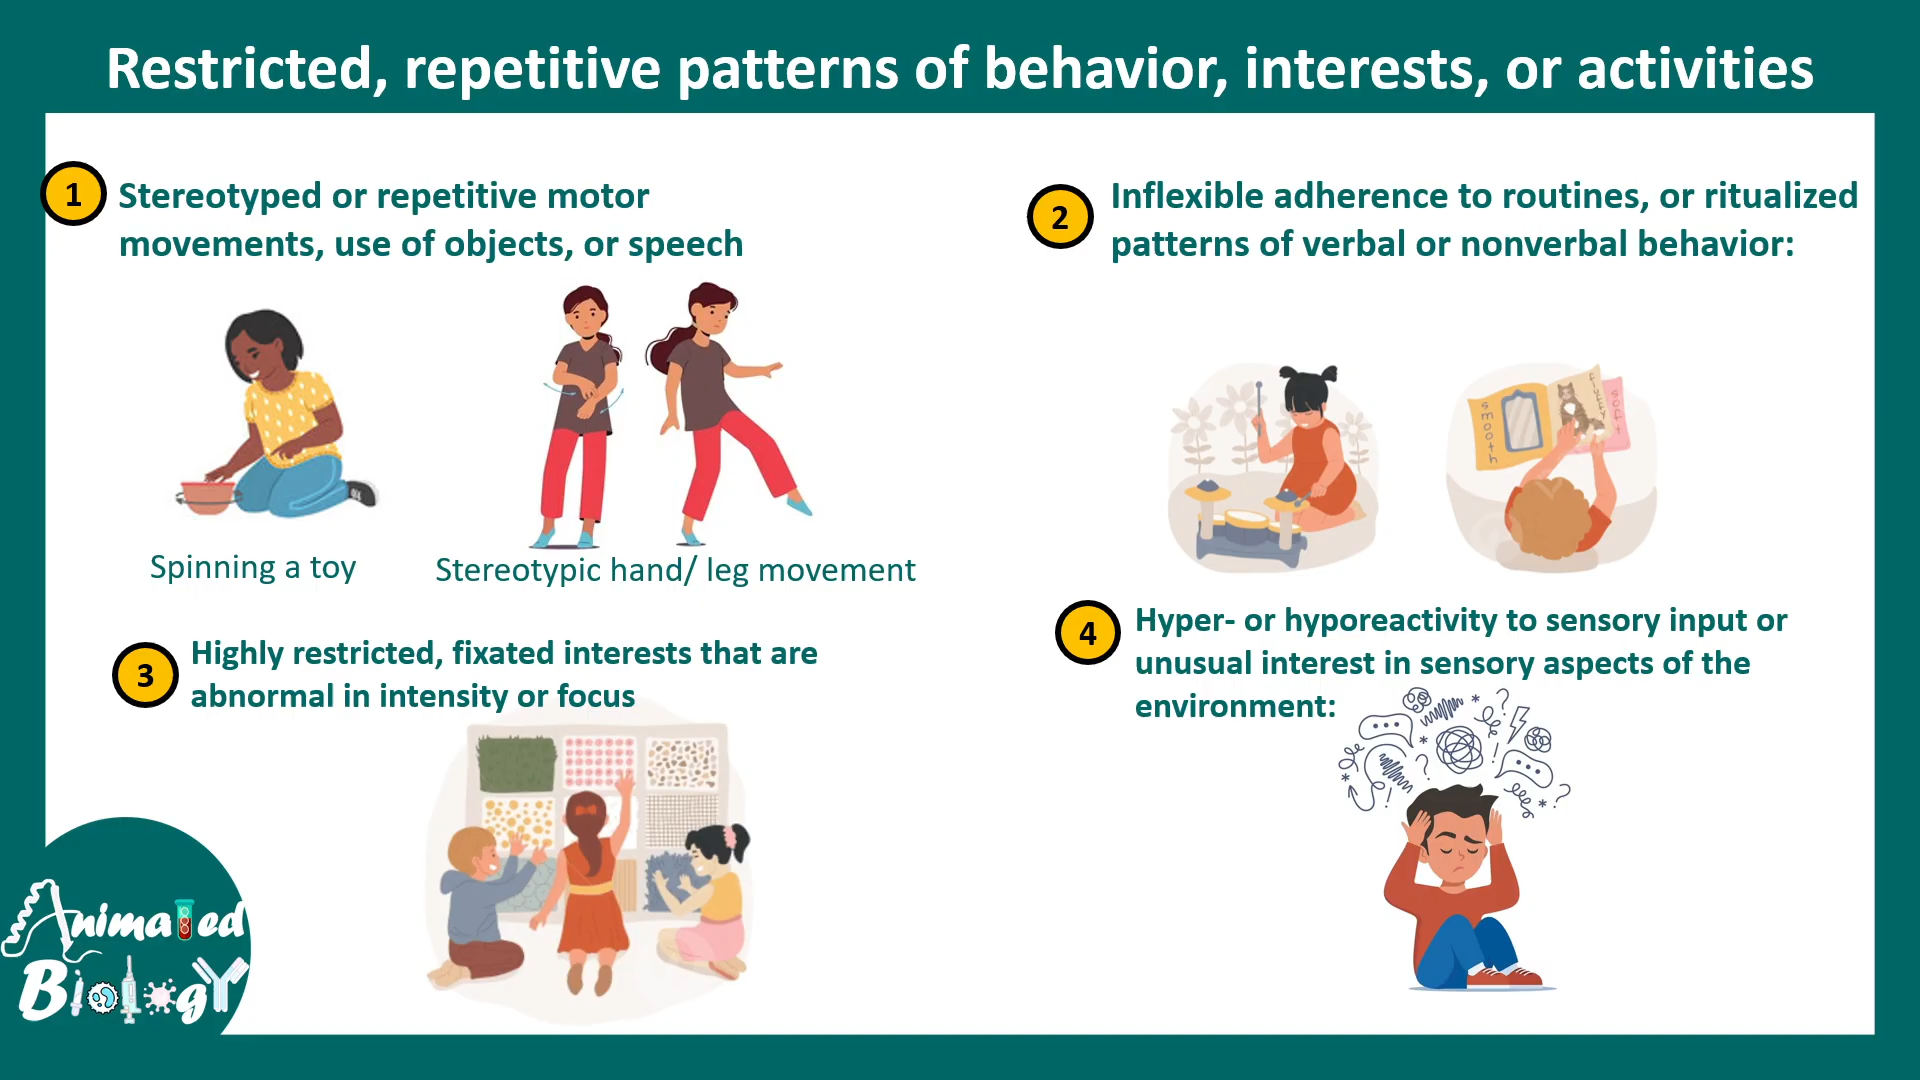 Restricted, repetitive patterns of behavior, interests, or activities
1
Stereotyped or repetitive motor
movements, use of objects, or speech
Spinning a toy
Stereotypic hand/ leg movement
2
Inflexible adherence to routines, or ritualized
patterns of verbal or nonverbal behavior:
smooth
fluffy
soft
3
Highly restricted, fixated interests that are
abnormal in intensity or focus
4
Hyper- or hyporeactivity to sensory input or
unusual interest in sensory aspects of the
environment:
Animated
Biology